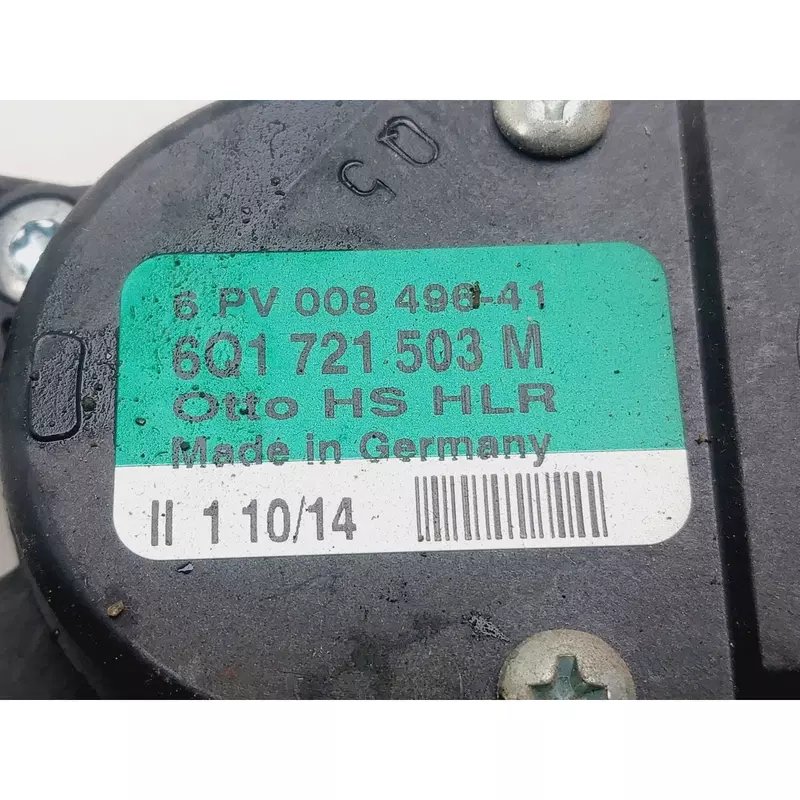 6 PV 008 496-41
6Q1 721 503 M
Otto HS HLR
Made in Germany
II 1 10/14